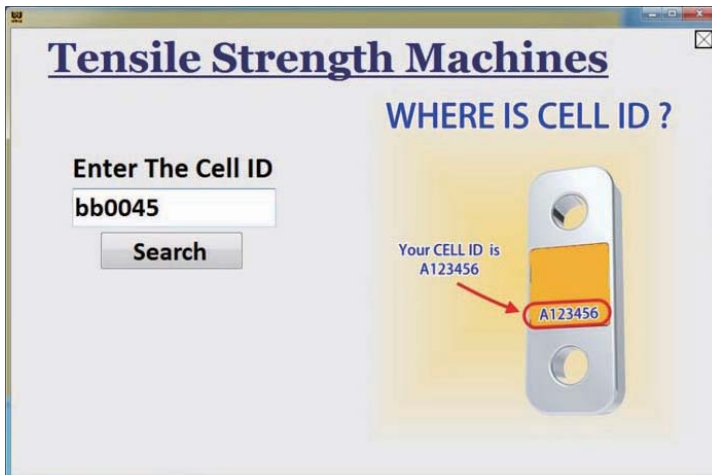 Tensile Strength Machines
WHERE IS CELL ID ?
Enter The Cell ID
bb0045
Search
Your CELL ID is
A123456
A123456